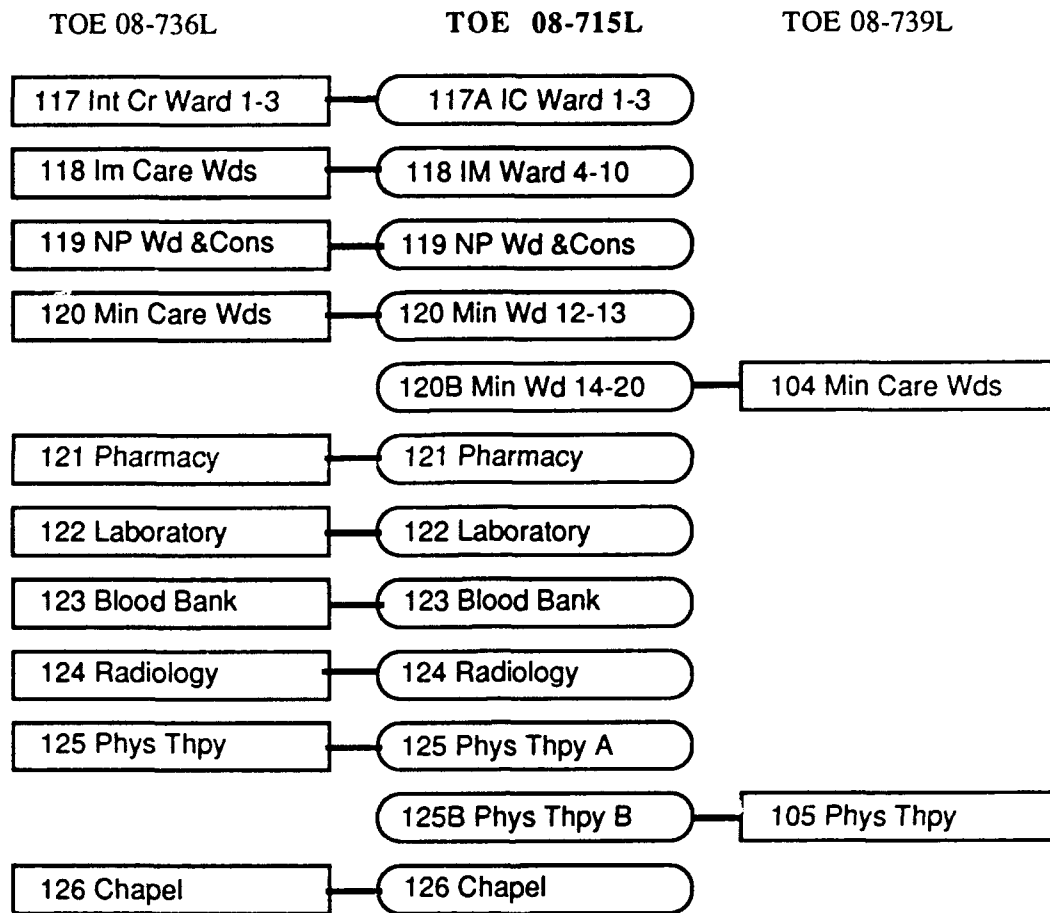 TOE 08-736L TOE 08-715L TOE 08-739L
117 Int Cr Ward 1-3 117A IC Ward 1-3
118 Im Care Wds 118 IM Ward 4-10
119 NP Wd &Cons 119 NP Wd &Cons
120 Min Care Wds 120 Min Wd 12-13
120B Min Wd 14-20 104 Min Care Wds
121 Pharmacy 121 Pharmacy
122 Laboratory 122 Laboratory
123 Blood Bank 123 Blood Bank
124 Radiology 124 Radiology
125 Phys Thpy 125 Phys Thpy A
125B Phys Thpy B 105 Phys Thpy
126 Chapel 126 Chapel